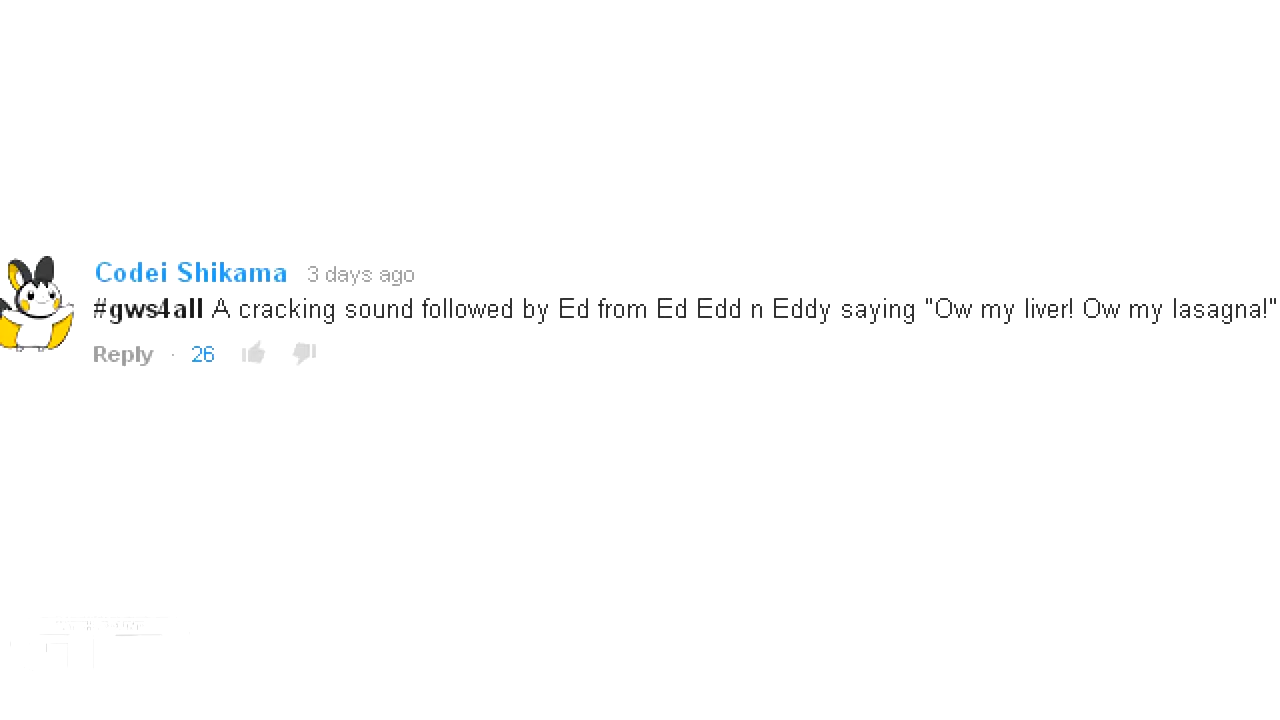 Codei Shikama 3 days ago
#gws4all A cracking sound followed by Ed from Ed Edd n Eddy saying "Ow my liver! Ow my lasagna!"
Reply · 26